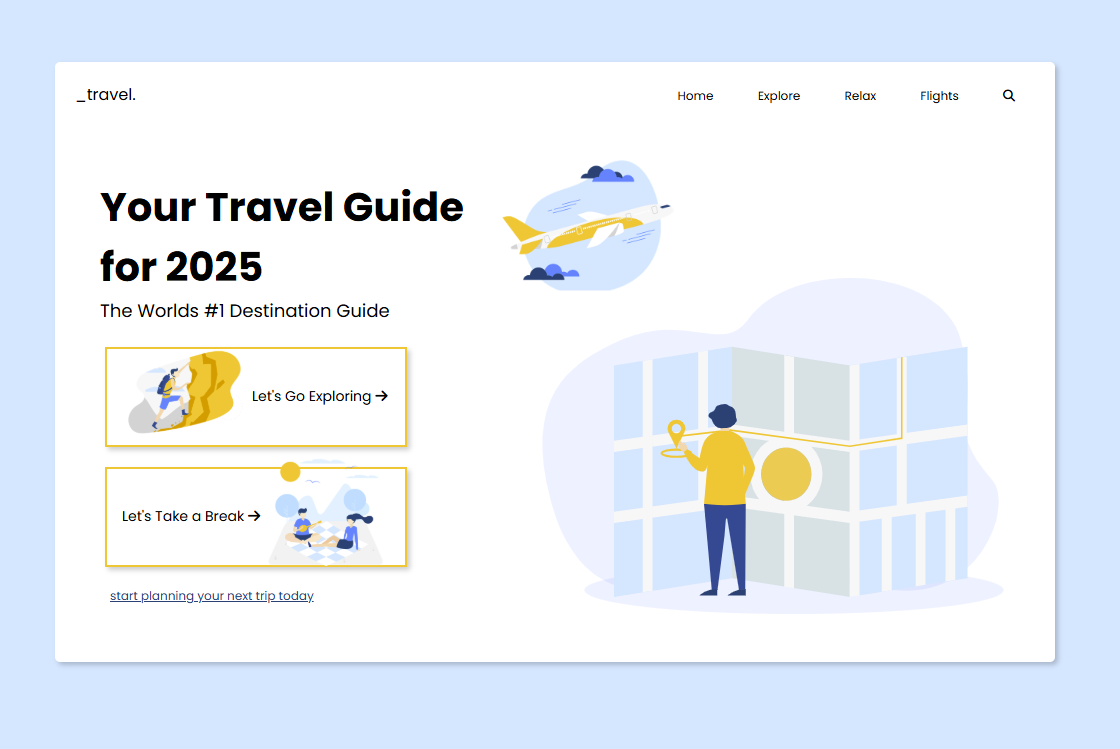 _travel.
Home Explore Relax Flights
Your Travel Guide
for 2025
The Worlds #1 Destination Guide
Let's Go Exploring
Let's Take a Break
start planning your next trip today